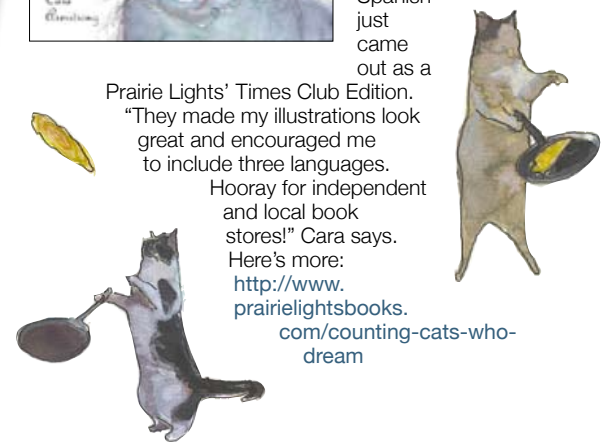 Cara
Armstrong
Spanish
just
came
out as a
Prairie Lights’ Times Club Edition.
“They made my illustrations look
great and encouraged me
to include three languages.
Hooray for independent
and local book
stores!” Cara says.
Here’s more:
http://www.
prairielightsbooks.
com/counting-cats-who-
dream